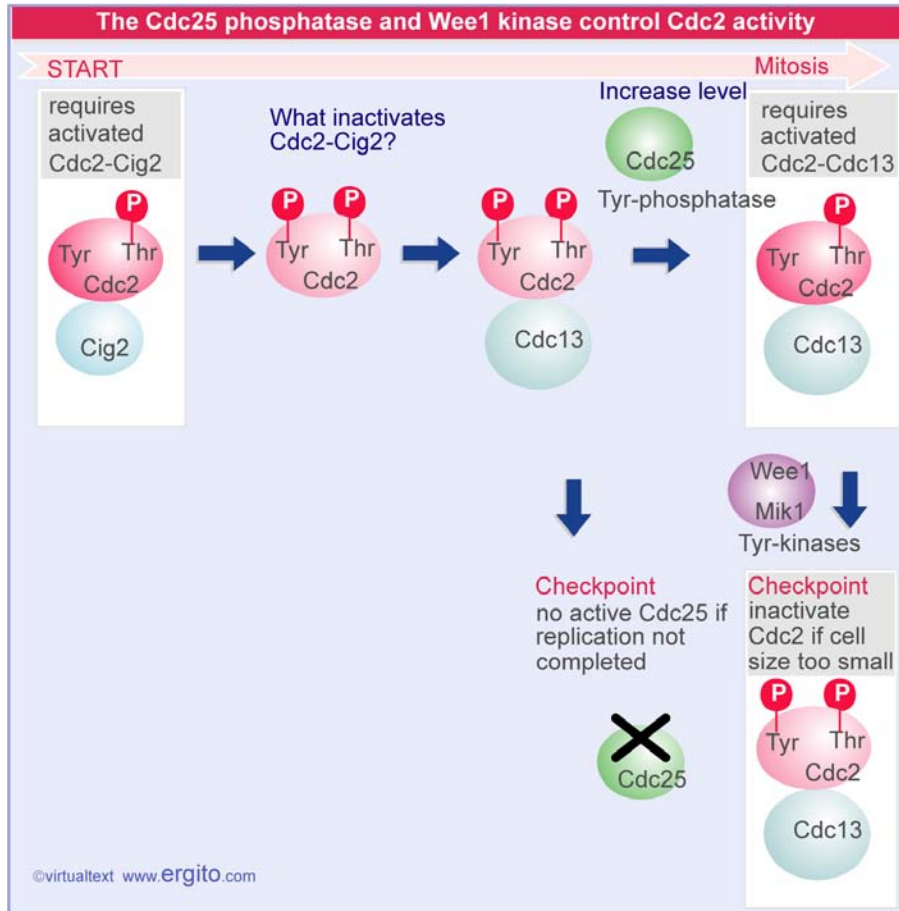 The Cdc25 phosphatase and Wee1 kinase control Cdc2 activity
START
Mitosis
requires
activated
Cdc2-Cig2
P
Tyr Thr
Cdc2
Cig2
What inactivates
Cdc2-Cig2?
P P
Tyr Thr
Cdc2
P P
Tyr Thr
Cdc2
Cdc13
Increase level
Cdc25
Tyr-phosphatase
requires
activated
Cdc2-Cdc13
P
Tyr Thr
Cdc2
Cdc13
Wee1
Mik1
Tyr-kinases
Checkpoint
no active Cdc25 if
replication not
completed
Cdc25
Checkpoint
inactivate
Cdc2 if cell
size too small
P P
Tyr Thr
Cdc2
Cdc13
©virtualtext www.ergito.com